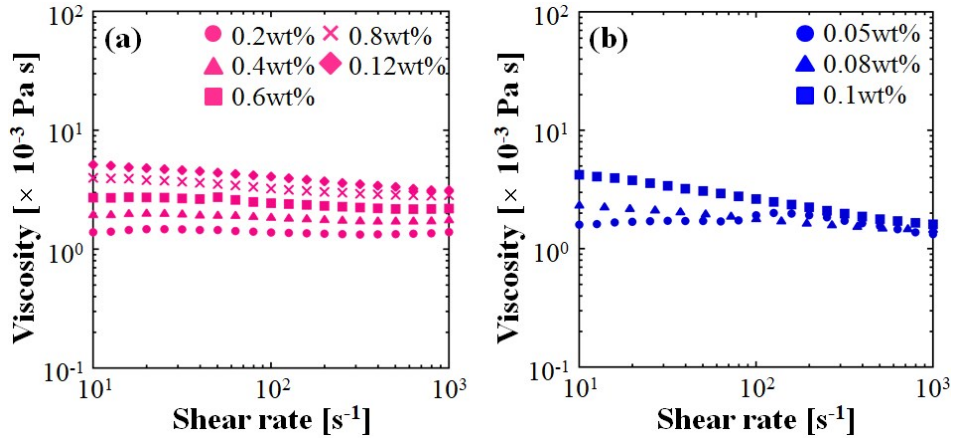 (a)
0.2wt% 0.8wt%
0.4wt% 0.12wt%
0.6wt%
Viscosity [× 10⁻³ Pa s]
10²
10¹
10⁰
10⁻¹
10¹ 10² 10³
Shear rate [s⁻¹]
(b)
0.05wt%
0.08wt%
0.1wt%
Viscosity [× 10⁻³ Pa s]
10²
10¹
10⁰
10⁻¹
10¹ 10² 10³
Shear rate [s⁻¹]